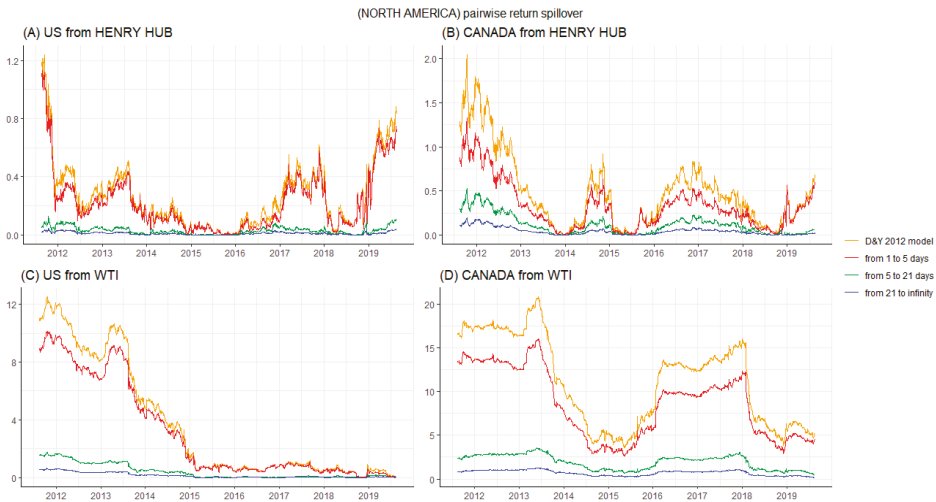 (NORTH AMERICA) pairwise return spillover
(A) US from HENRY HUB
(B) CANADA from HENRY HUB
1.2
0.8
0.4
0.0
2012 2013 2014 2015 2016 2017 2018 2019
2.0
1.5
1.0
0.5
0.0
2012 2013 2014 2015 2016 2017 2018 2019
D&Y 2012 model
from 1 to 5 days
from 5 to 21 days
from 21 to infinity
(C) US from WTI
(D) CANADA from WTI
12
8
4
0
2012 2013 2014 2015 2016 2017 2018 2019
20
15
10
5
0
2012 2013 2014 2015 2016 2017 2018 2019